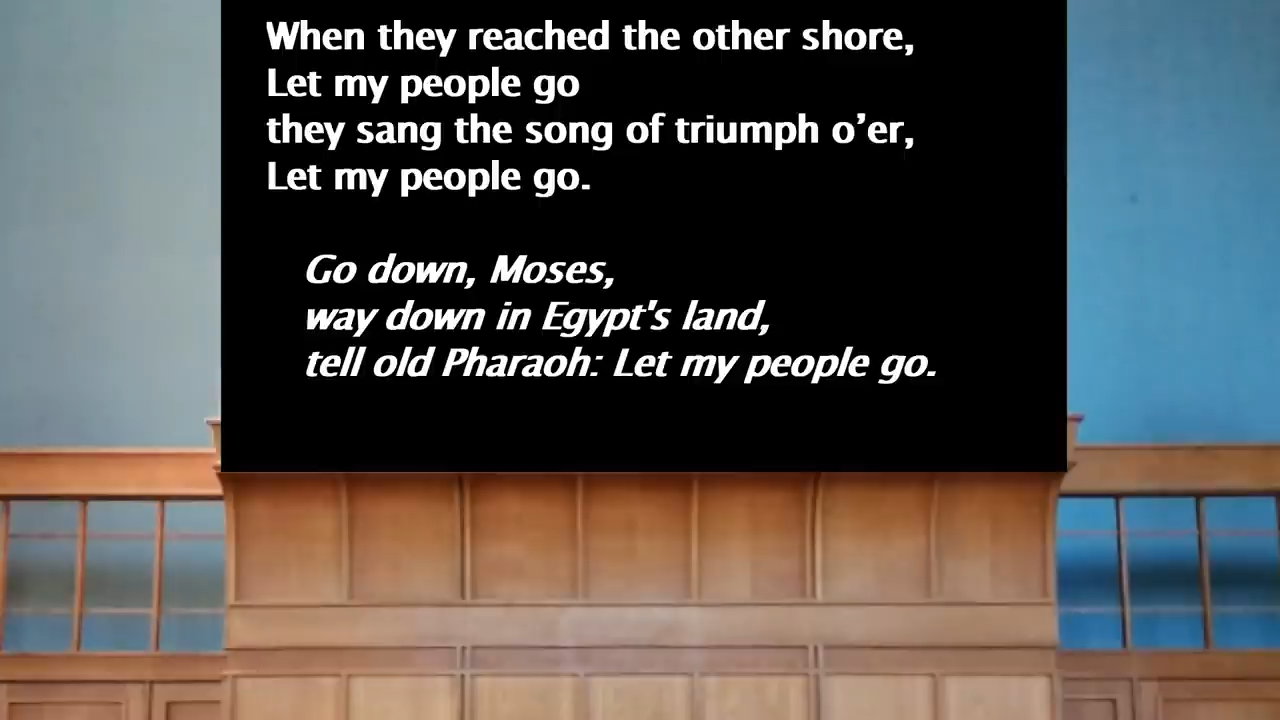 When they reached the other shore,
Let my people go
they sang the song of triumph o’er,
Let my people go.
Go down, Moses,
way down in Egypt's land,
tell old Pharaoh: Let my people go.